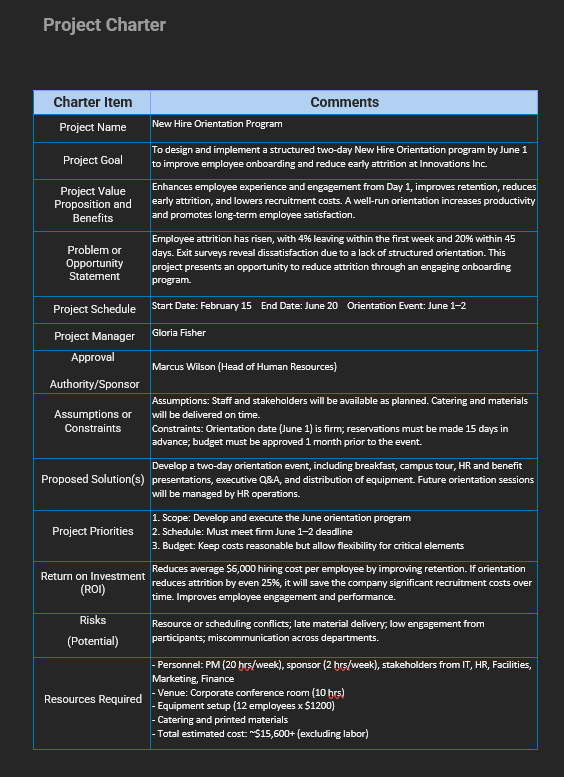 Project Charter
Charter Item
Comments
Project Name
New Hire Orientation Program
Project Goal
To design and implement a structured two-day New Hire Orientation program by June 1
to improve employee onboarding and reduce early attrition at Innovations Inc.
Project Value
Proposition and
Benefits
Enhances employee experience and engagement from Day 1, improves retention, reduces
early attrition, and lowers recruitment costs. A well-run orientation increases productivity
and promotes long-term employee satisfaction.
Problem or
Opportunity
Statement
Employee attrition has risen, with 4% leaving within the first week and 20% within 45
days. Exit surveys reveal dissatisfaction due to a lack of structured orientation. This
project presents an opportunity to reduce attrition through an engaging onboarding
program.
Project Schedule
Start Date: February 15 End Date: June 20 Orientation Event: June 1–2
Project Manager
Gloria Fisher
Approval
Authority/Sponsor
Marcus Wilson (Head of Human Resources)
Assumptions or
Constraints
Assumptions: Staff and stakeholders will be available as planned. Catering and materials
will be delivered on time.
Constraints: Orientation date (June 1) is firm; reservations must be made 15 days in
advance; budget must be approved 1 month prior to the event.
Proposed Solution(s)
Develop a two-day orientation event, including breakfast, campus tour, HR and benefit
presentations, executive Q&A, and distribution of equipment. Future orientation sessions
will be managed by HR operations.
Project Priorities
1. Scope: Develop and execute the June orientation program
2. Schedule: Must meet firm June 1–2 deadline
3. Budget: Keep costs reasonable but allow flexibility for critical elements
Return on Investment
(ROI)
Reduces average $6,000 hiring cost per employee by improving retention. If orientation
reduces attrition by even 25%, it will save the company significant recruitment costs over
time. Improves employee engagement and performance.
Risks
(Potential)
Resource or scheduling conflicts; late material delivery; low engagement from
participants; miscommunication across departments.
Resources Required
- Personnel: PM (20 hrs/week), sponsor (2 hrs/week), stakeholders from IT, HR, Facilities,
Marketing, Finance
- Venue: Corporate conference room (10 hrs)
- Equipment setup (12 employees x $1200)
- Catering and printed materials
- Total estimated cost: ~$15,600+ (excluding labor)